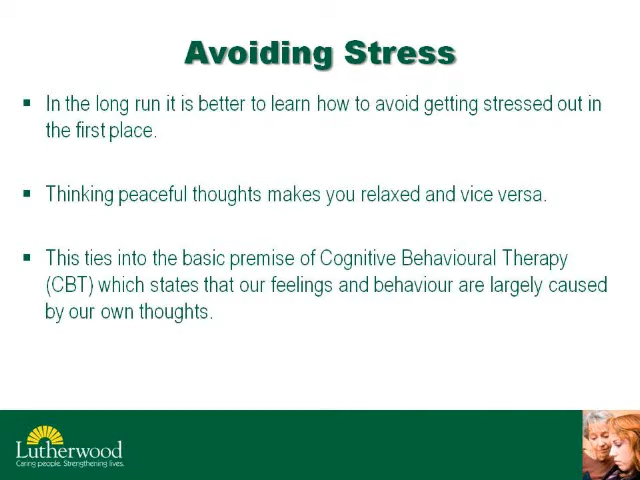 Avoiding Stress
▪ In the long run it is better to learn how to avoid getting stressed out in
the first place.
▪ Thinking peaceful thoughts makes you relaxed and vice versa.
▪ This ties into the basic premise of Cognitive Behavioural Therapy
(CBT) which states that our feelings and behaviour are largely caused
by our own thoughts.
Lutherwood
Caring people. Strengthening lives.